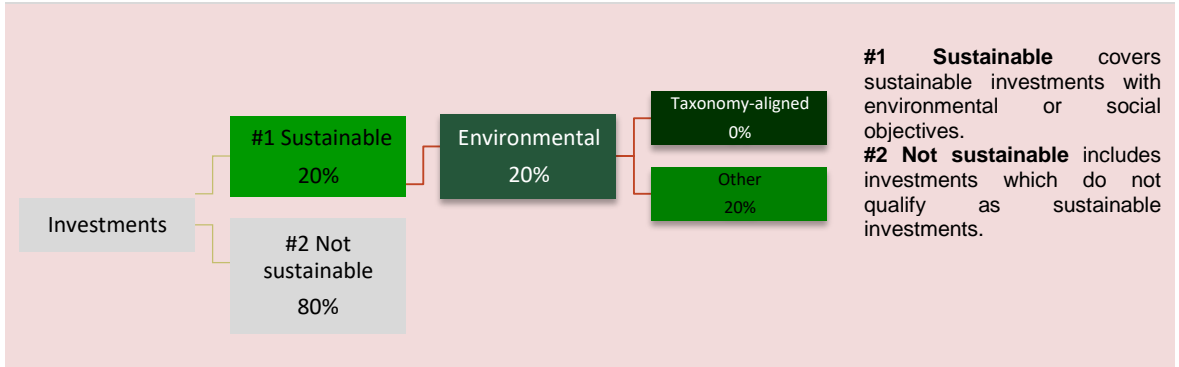 Investments
#1 Sustainable
20%
#2 Not
sustainable
80%
Environmental
20%
Taxonomy-aligned
0%
Other
20%
#1 Sustainable covers
sustainable investments with
environmental or social
objectives.
#2 Not sustainable includes
investments which do not
qualify as sustainable
investments.